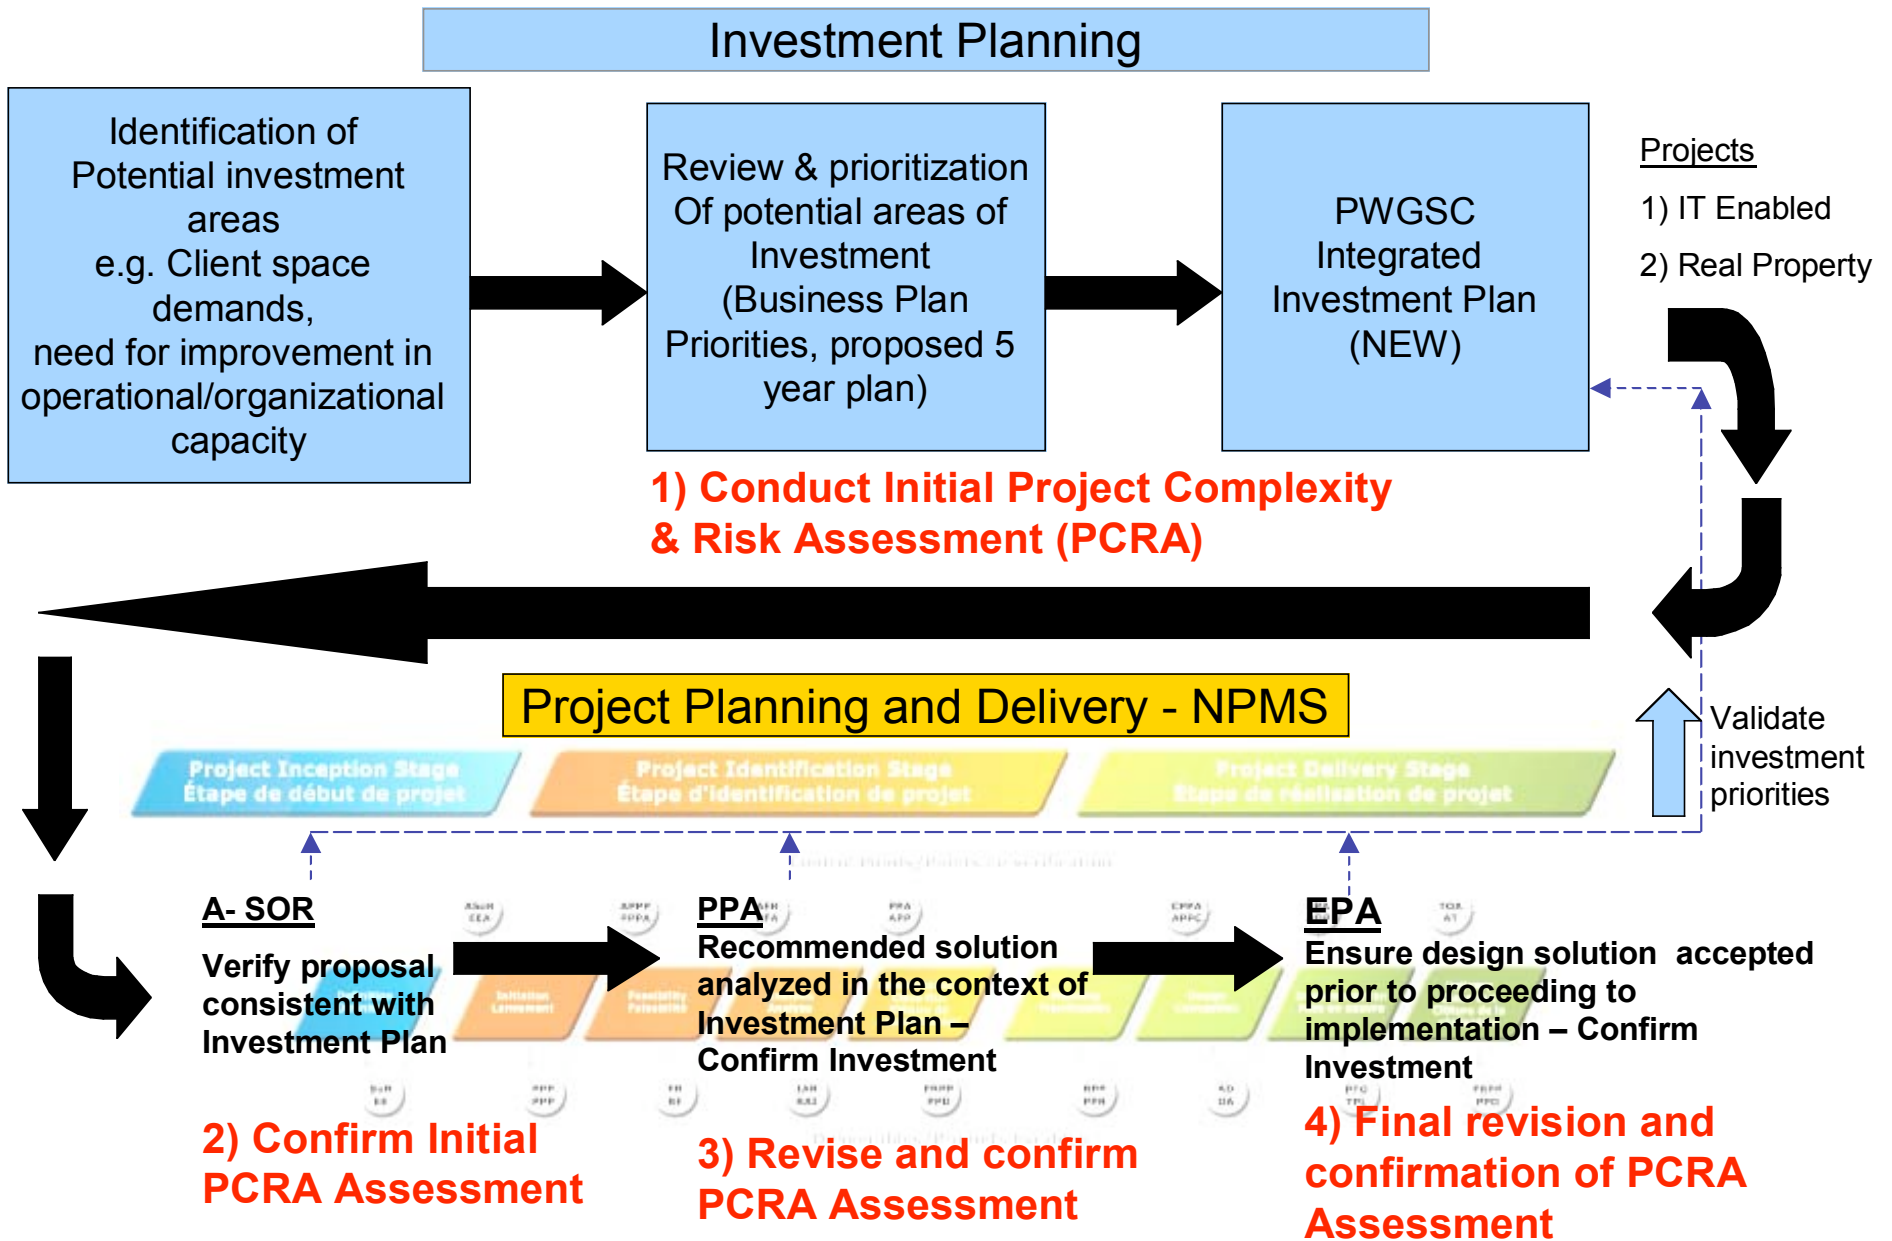 Investment Planning
Identification of
Potential investment
areas
e.g. Client space
demands,
need for improvement in
operational/organizational
capacity
Review & prioritization
Of potential areas of
Investment
(Business Plan
Priorities, proposed 5
year plan)
PWGSC
Integrated
Investment Plan
(NEW)
Projects
1) IT Enabled
2) Real Property
1) Conduct Initial Project Complexity
& Risk Assessment (PCRA)
Project Planning and Delivery - NPMS
Project Inception Stage
Étape de début de projet
Project Identification Stage
Étape d'identification de projet
Project Delivery Stage
Étape de réalisation de projet
Validate
investment
priorities
A- SOR
Verify proposal
consistent with
Investment Plan
PPA
Recommended solution
analyzed in the context of
Investment Plan –
Confirm Investment
EPA
Ensure design solution accepted
prior to proceeding to
implementation – Confirm
Investment
2) Confirm Initial
PCRA Assessment
3) Revise and confirm
PCRA Assessment
4) Final revision and
confirmation of PCRA
Assessment